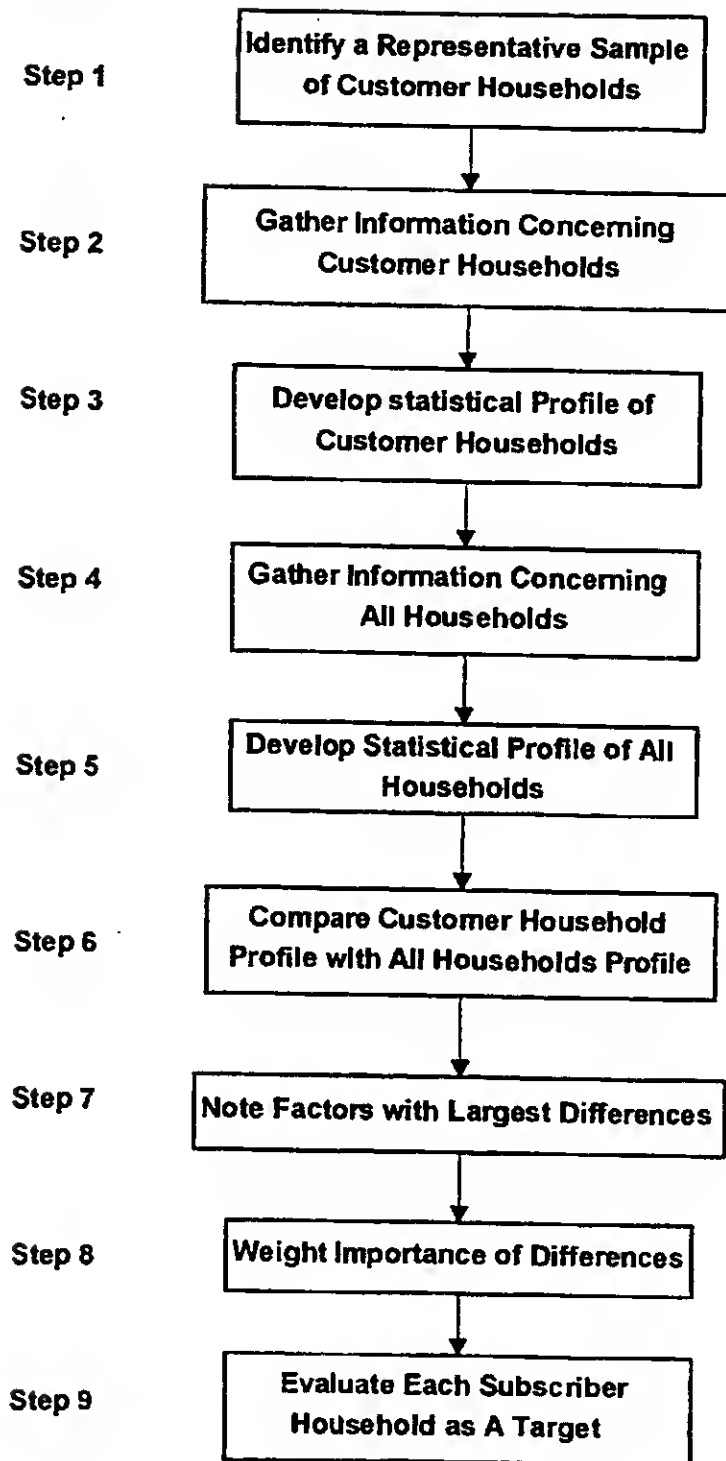 Step 1
Identify a Representative Sample
of Customer Households
Step 2
Gather Information Concerning
Customer Households
Step 3
Develop statistical Profile of
Customer Households
Step 4
Gather Information Concerning
All Households
Step 5
Develop Statistical Profile of All
Households
Step 6
Compare Customer Household
Profile with All Households Profile
Step 7
Note Factors with Largest Differences
Step 8
Weight Importance of Differences
Step 9
Evaluate Each Subscriber
Household as A Target